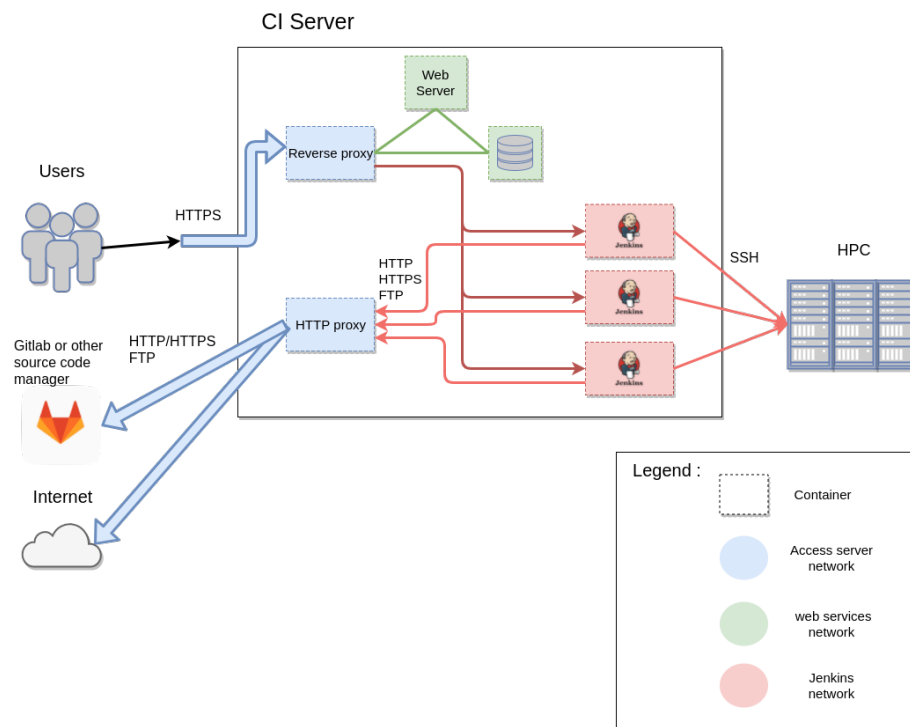 CI Server
Web
Server
Reverse proxy
Users
HTTPS
Jenkins
SSH
HPC
HTTP
HTTPS
FTP
Jenkins
HTTP proxy
HTTP/HTTPS
FTP
Gitlab or other
source code
manager
Jenkins
Internet
Legend :
Container
Access server
network
web services
network
Jenkins
network